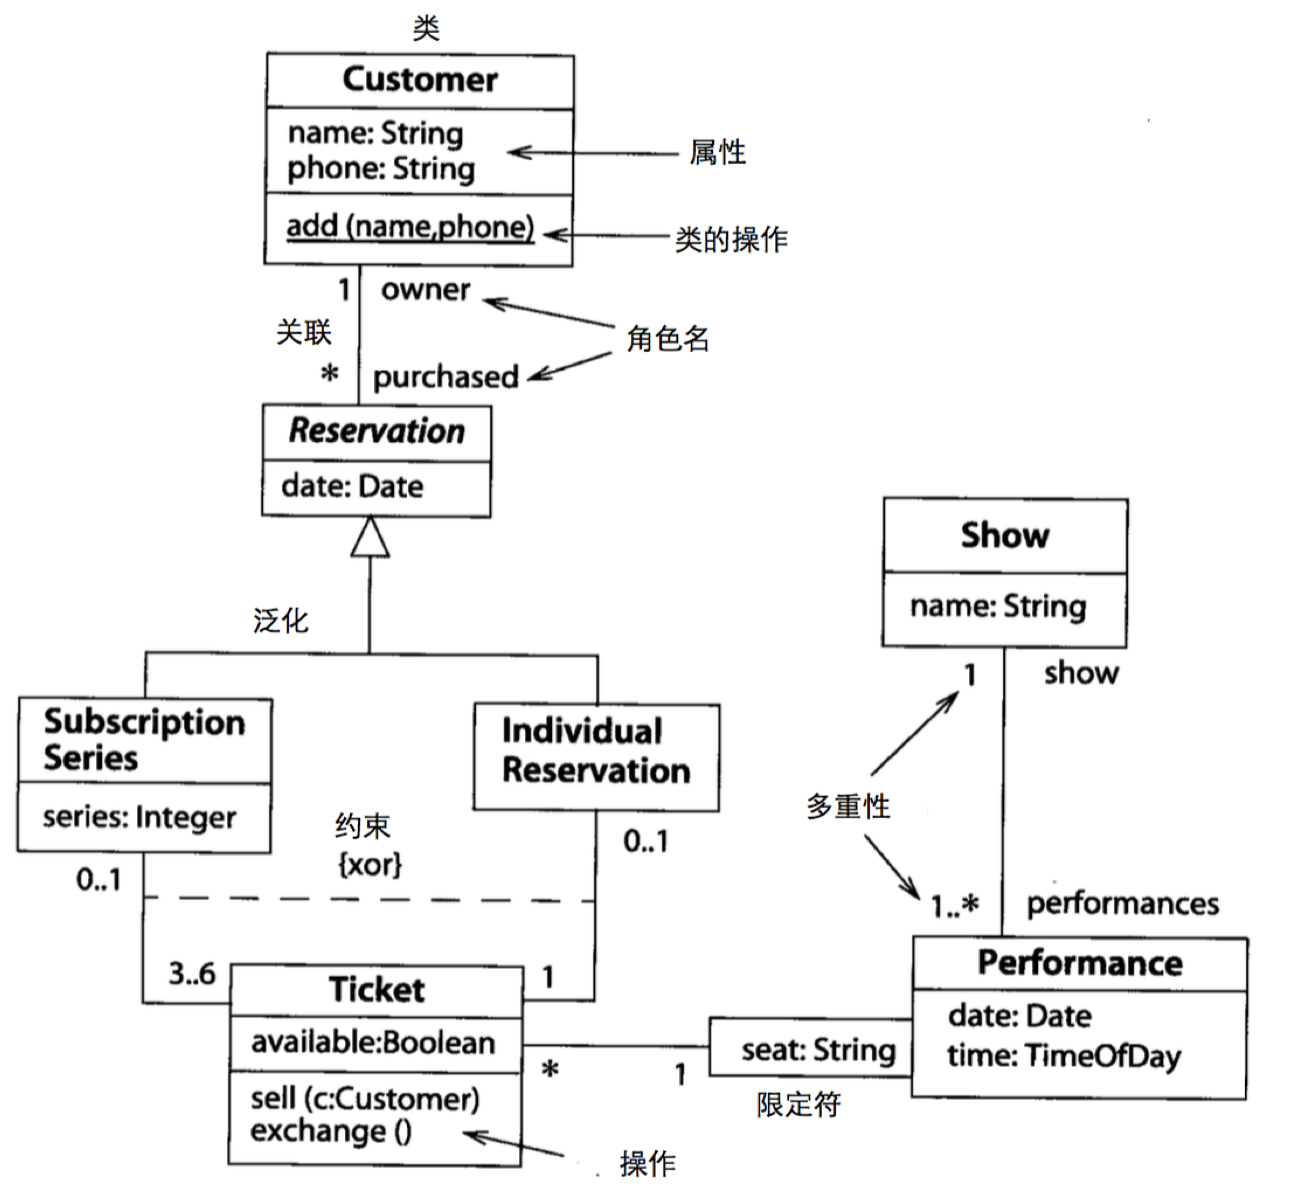 类
Customer
name: String
phone: String
属性
add (name,phone)
类的操作
1 owner
角色名
关联
* purchased
Reservation
date: Date
泛化
Show
name: String
1 show
多重性
1..* performances
Subscription
Series
series: Integer
Individual
Reservation
约束
{xor}
0..1
0..1
3..6
1
Ticket
available:Boolean
sell (c:Customer)
exchange ()
操作
*
1
seat: String
限定符
Performance
date: Date
time: TimeOfDay